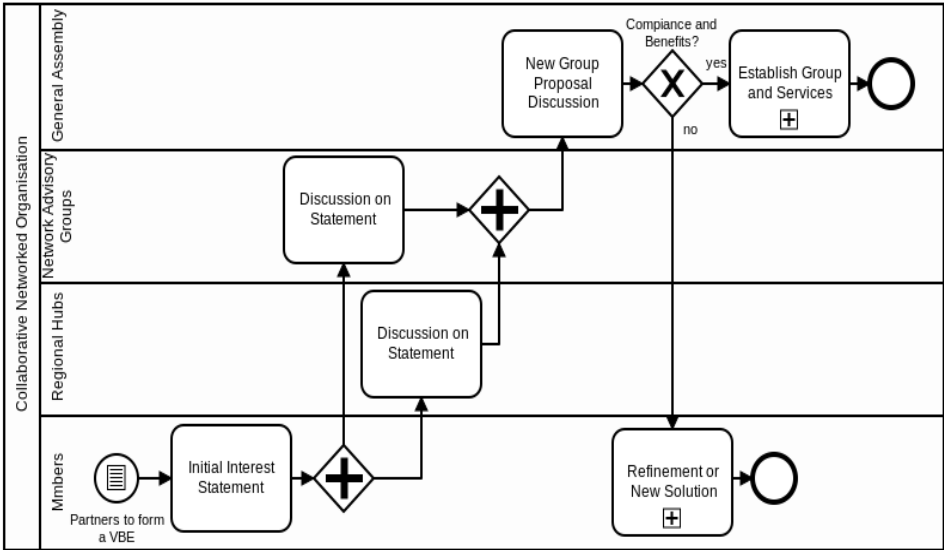 Collaborative Networked Organisation
General Assembly
New Group
Proposal
Discussion
Compiance and
Benefits?
yes
no
Establish Group
and Services
Network Advisory
Groups
Discussion on
Statement
Regional Hubs
Discussion on
Statement
Mmbers
Partners to form
a VBE
Initial Interest
Statement
Refinement or
New Solution